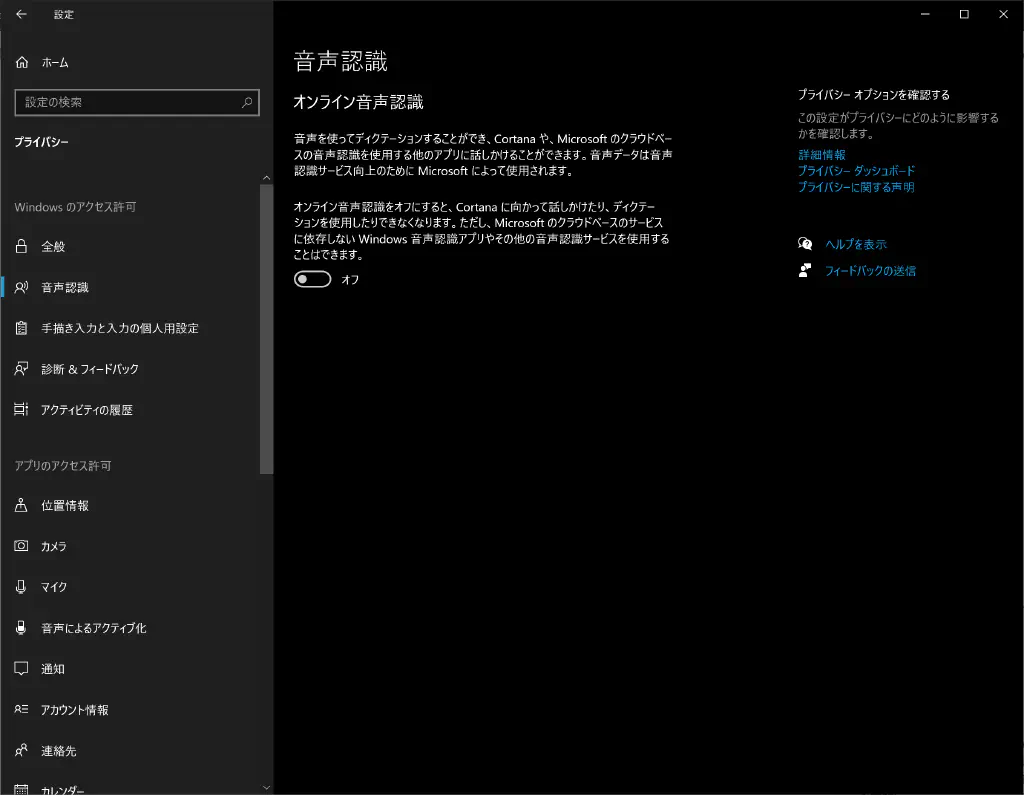 設定
ホーム
設定の検索
プライバシー
Windows のアクセス許可
全般
音声認識
手描き入力と入力の個人用設定
診断 & フィードバック
アクティビティの履歴
アプリのアクセス許可
位置情報
カメラ
マイク
音声によるアクティブ化
通知
アカウント情報
連絡先
カレンダー
音声認識
オンライン音声認識
音声を使ってディクテーションすることができ、Cortana や、Microsoft のクラウドベー
スの音声認識を使用する他のアプリに話しかけることができます。音声データは音声
認識サービス向上のために Microsoft によって使用されます。
オンライン音声認識をオフにすると、Cortana に向かって話しかけたり、ディクテー
ションを使用したりできなくなります。ただし、Microsoft のクラウドベースのサービス
に依存しない Windows 音声認識アプリやその他の音声認識サービスを使用する
ことはできます。
オフ
プライバシー オプションを確認する
この設定がプライバシーにどのように影響する
かを確認します。
詳細情報
プライバシー ダッシュボード
プライバシーに関する声明
ヘルプを表示
フィードバックの送信